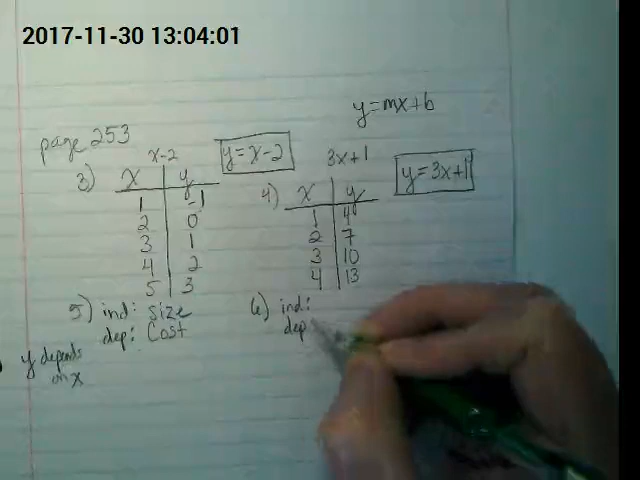 2017-11-30 13:04:01
y=mx+b
page 253
x-2
y=x-2
3x+1
y=3x+1
3)
x y
1 -1
2 0
3 1
4 2
5 3
4)
x y
1 4
2 7
3 10
4 13
5) ind: size
dep: Cost
6) ind:
dep
y depends
on x